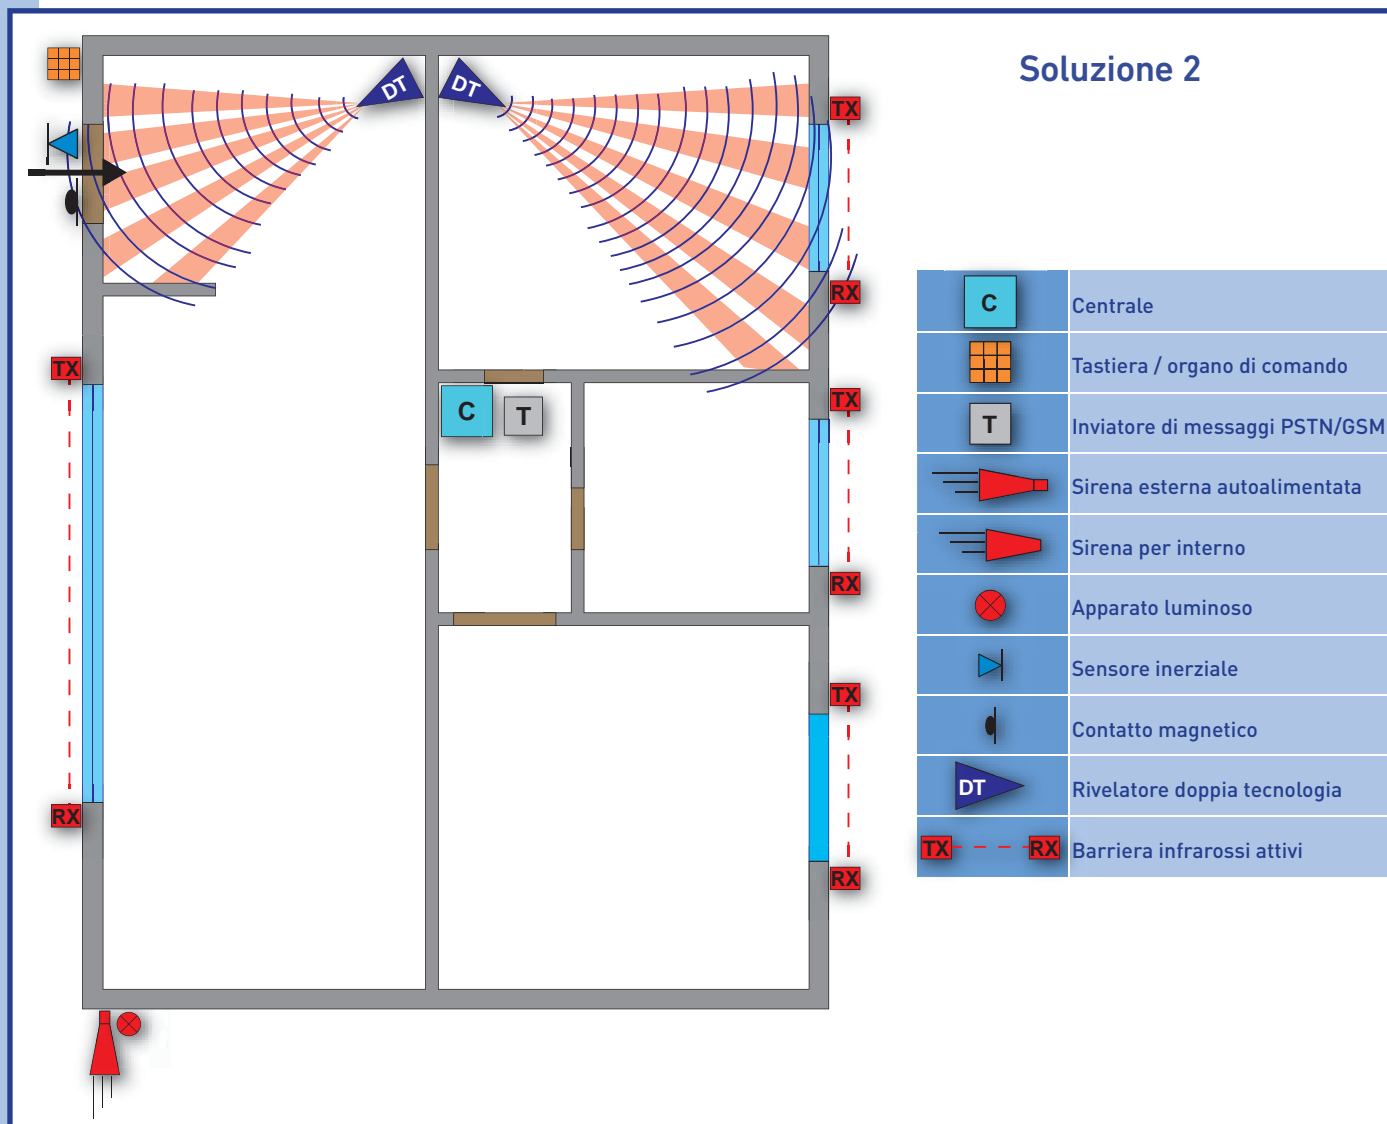 Soluzione 2
DT
DT
TX
RX
TX
RX
C
T
TX
RX
TX
RX
C
Centrale
Tastiera / organo di comando
T
Inviatore di messaggi PSTN/GSM
Sirena esterna autoalimentata
Sirena per interno
Apparato luminoso
Sensore inerziale
Contatto magnetico
DT
Rivelatore doppia tecnologia
TX
RX
Barriera infrarossi attivi